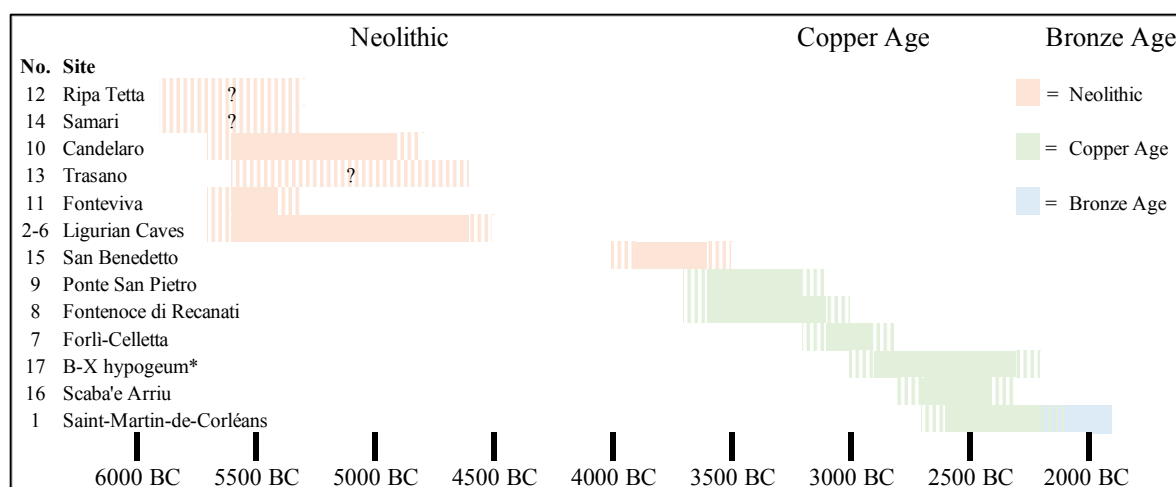 Neolithic Copper Age Bronze Age
No. Site
12 Ripa Tetta ?
= Neolithic
14 Samari ?
10 Candelaro
= Copper Age
13 Trasano ?
11 Fonteviva
= Bronze Age
2-6 Ligurian Caves
15 San Benedetto
9 Ponte San Pietro
8 Fontenoce di Recanati
7 Forlì-Celletta
17 B-X hypogeum*
16 Scaba'e Arriu
1 Saint-Martin-de-Corléans
6000 BC 5500 BC 5000 BC 4500 BC 4000 BC 3500 BC 3000 BC 2500 BC 2000 BC